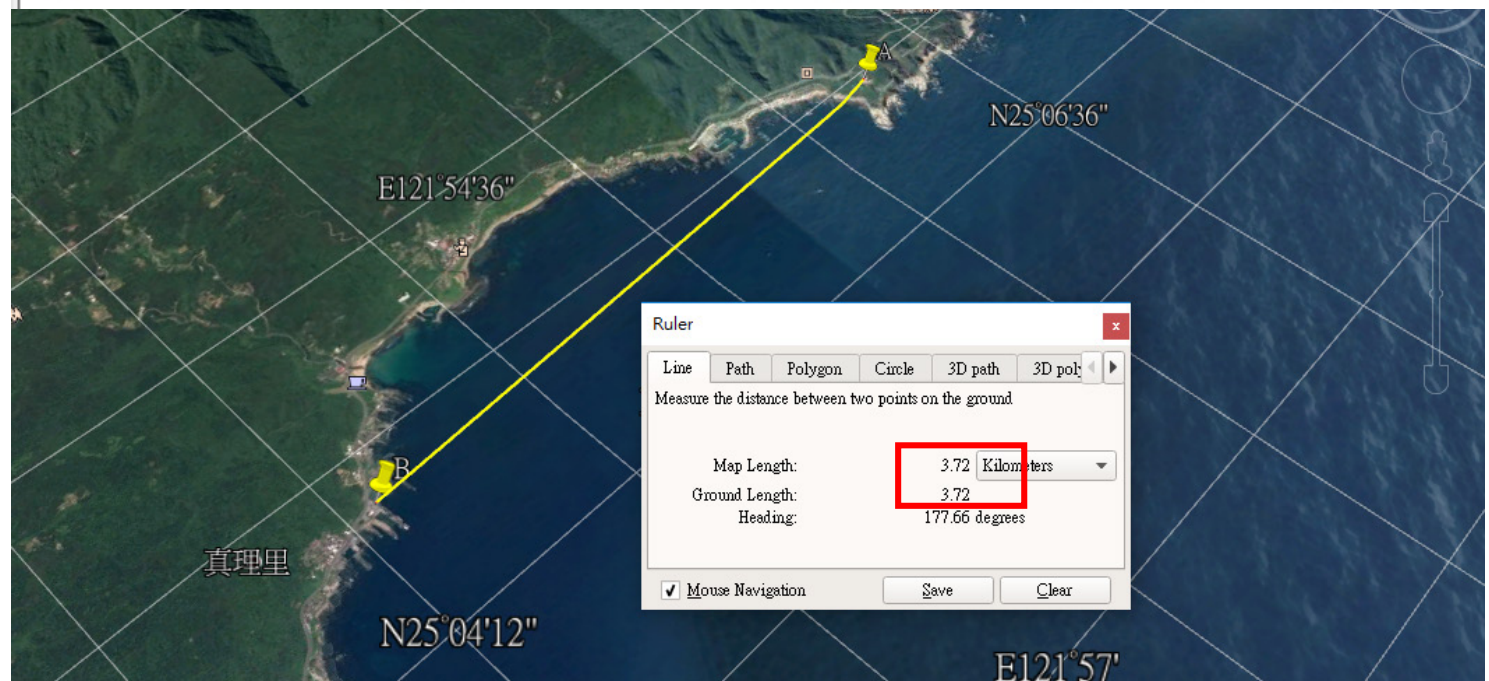 A
N25°06'36"
E121°54'36"
Ruler
x
Line Path Polygon Circle 3D path 3D poly
Measure the distance between two points on the ground
Map Length: 3.72 Kilometers
Ground Length: 3.72
Heading: 177.66 degrees
B
真理里
Mouse Navigation Save Clear
N25°04'12"
E121°57'